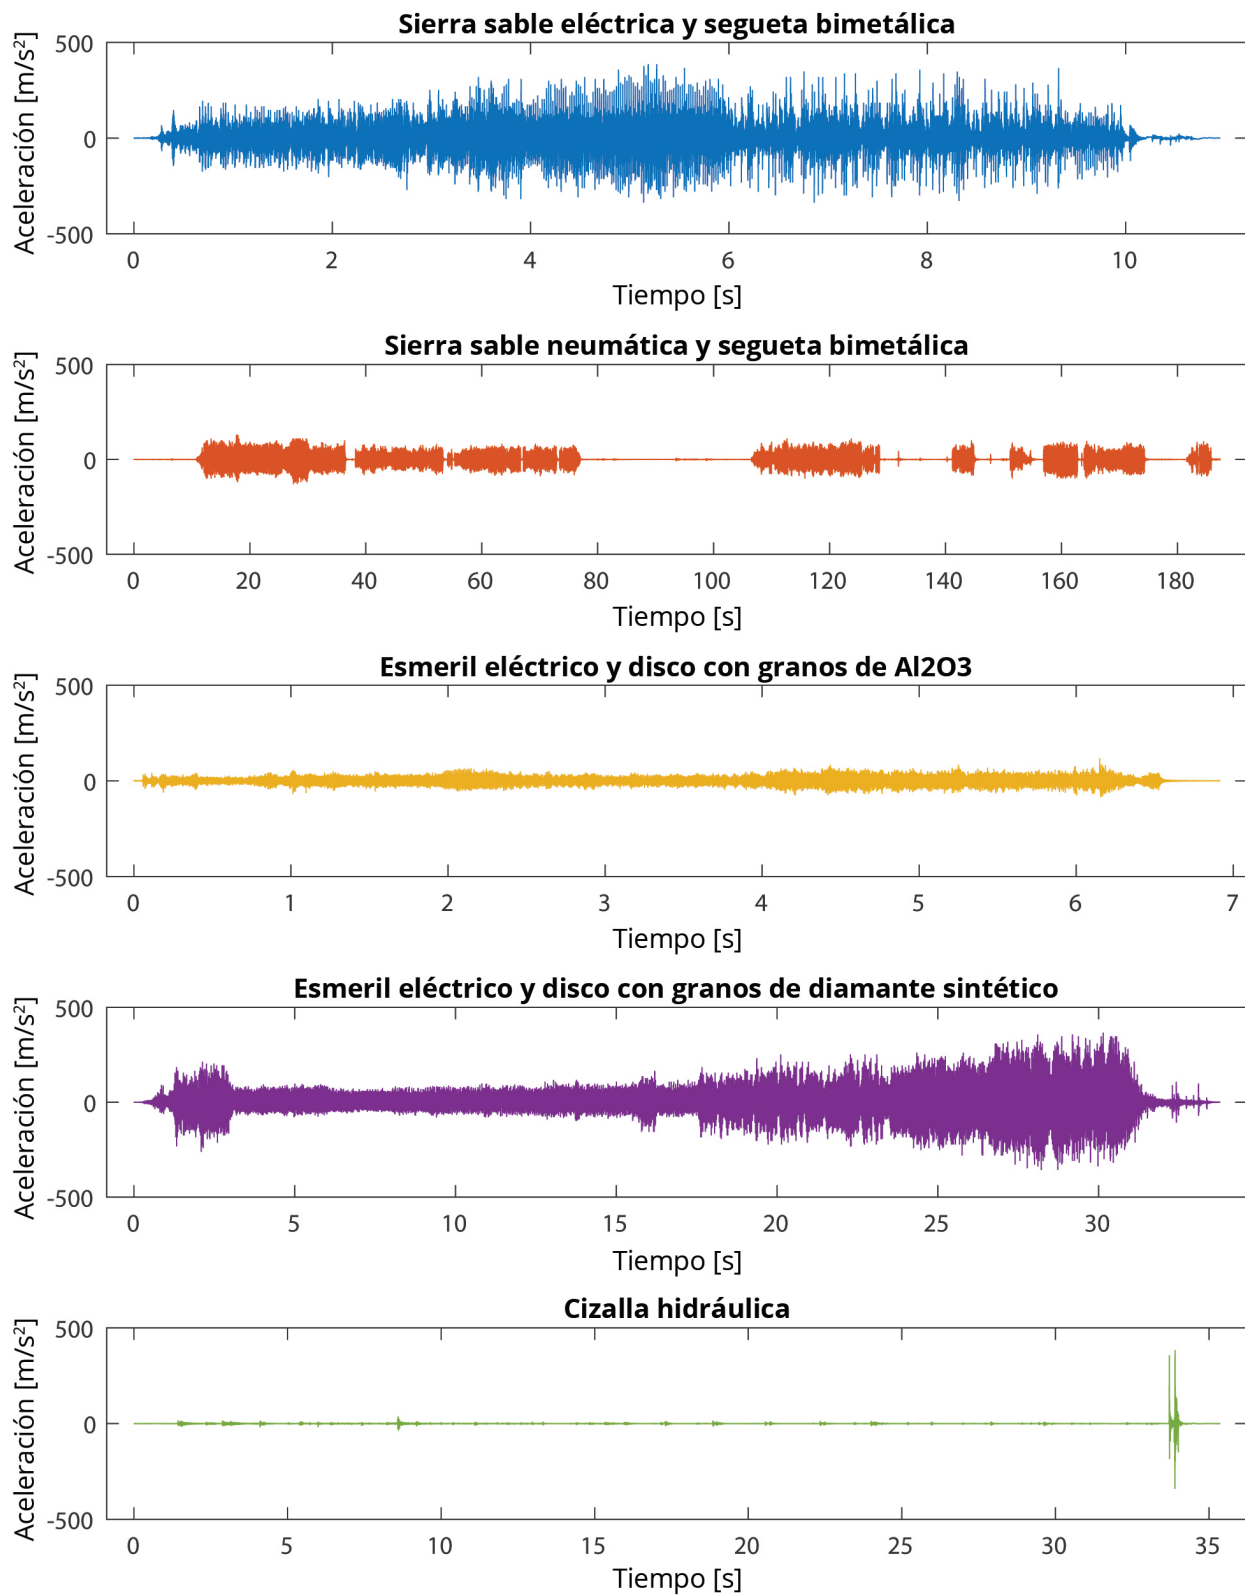 Sierra sable eléctrica y segueta bimetálica
Aceleración [m/s²]
500
0
-500
0 2 4 6 8 10
Tiempo [s]
Sierra sable neumática y segueta bimetálica
Aceleración [m/s²]
500
0
-500
0 20 40 60 80 100 120 140 160 180
Tiempo [s]
Esmeril eléctrico y disco con granos de Al2O3
Aceleración [m/s²]
500
0
-500
0 1 2 3 4 5 6 7
Tiempo [s]
Esmeril eléctrico y disco con granos de diamante sintético
Aceleración [m/s²]
500
0
-500
0 5 10 15 20 25 30
Tiempo [s]
Cizalla hidráulica
Aceleración [m/s²]
500
0
-500
0 5 10 15 20 25 30 35
Tiempo [s]